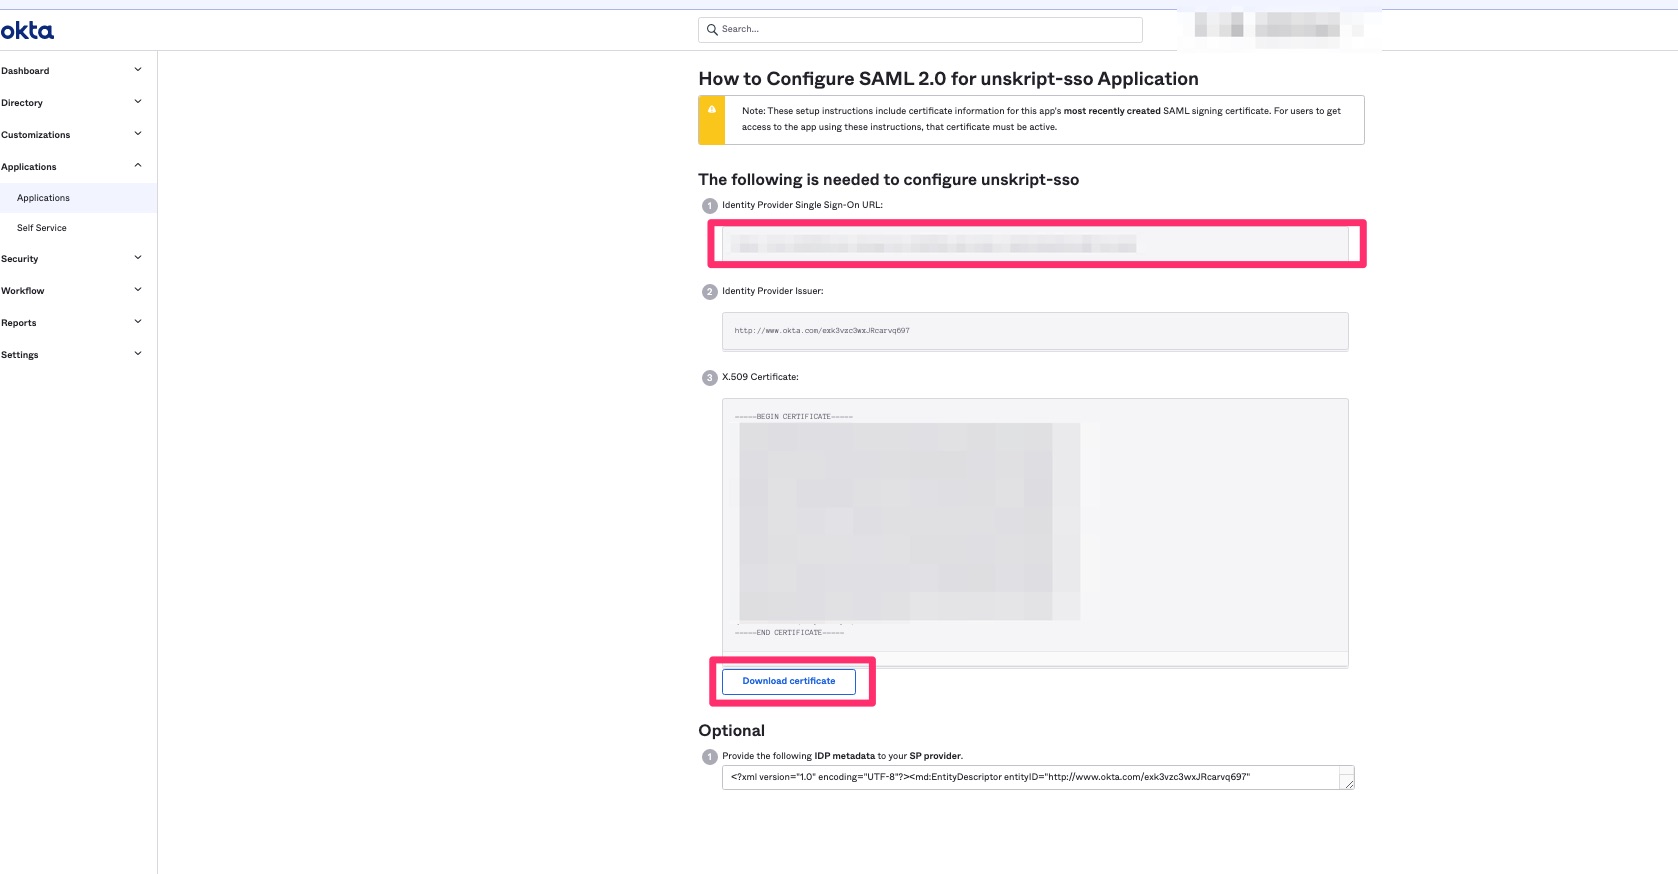 okta
Search...
Dashboard
Directory
Customizations
Applications
Applications
Self Service
Security
Workflow
Reports
Settings
How to Configure SAML 2.0 for unskript-sso Application
Note: These setup instructions include certificate information for this app's most recently created SAML signing certificate. For users to get
access to the app using these instructions, that certificate must be active.
The following is needed to configure unskript-sso
1 Identity Provider Single Sign-On URL:
2 Identity Provider Issuer:
http://www.okta.com/exk3vzc3wxJRcarvq697
3 X.509 Certificate:
-----BEGIN CERTIFICATE-----
-----END CERTIFICATE-----
Download certificate
Optional
1 Provide the following IDP metadata to your SP provider.
<?xml version="1.0" encoding="UTF-8"?><md:EntityDescriptor entityID="http://www.okta.com/exk3vzc3wxJRcarvq697"